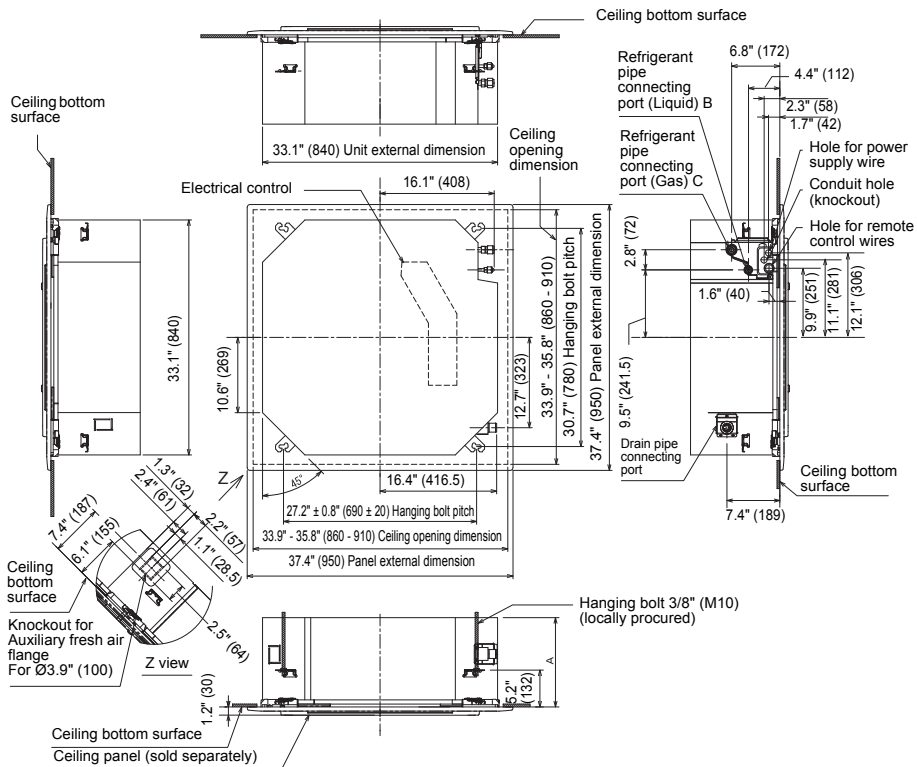 Ceiling bottom surface
6.8" (172)
Refrigerant
pipe
connecting
port (Liquid) B
4.4" (112)
2.3" (58)
1.7" (42)
Ceiling bottom
surface
Ceiling
opening
dimension
Refrigerant
pipe
connecting
port (Gas) C
Hole for power
supply wire
Conduit hole
(knockout)
Hole for remote
control wires
33.1" (840) Unit external dimension
16.1" (408)
Electrical control
2.8" (72)
1.6" (40)
9.9" (251)
11.1" (281)
12.1" (306)
33.1" (840)
10.6" (269)
12.7" (323)
33.9" - 35.8" (860 - 910)
30.7" (780) Hanging bolt pitch
37.4" (950) Panel external dimension
9.5" (241.5)
Drain pipe
connecting
port
Ceiling bottom
surface
7.4" (189)
Z
45°
16.4" (416.5)
27.2" ± 0.8" (690 ± 20) Hanging bolt pitch
33.9" - 35.8" (860 - 910) Ceiling opening dimension
37.4" (950) Panel external dimension
1.3" (32)
2.4" (61)
7.4" (187)
6.1" (155)
2.2" (57)
1.1" (28.5)
2.5" (64)
Ceiling
bottom
surface
Knockout for
Auxiliary fresh air
flange
For Ø3.9" (100)
Z view
Hanging bolt 3/8" (M10)
(locally procured)
A
5.2"
(132)
1.2" (30)
Ceiling bottom surface
Ceiling panel (sold separately)